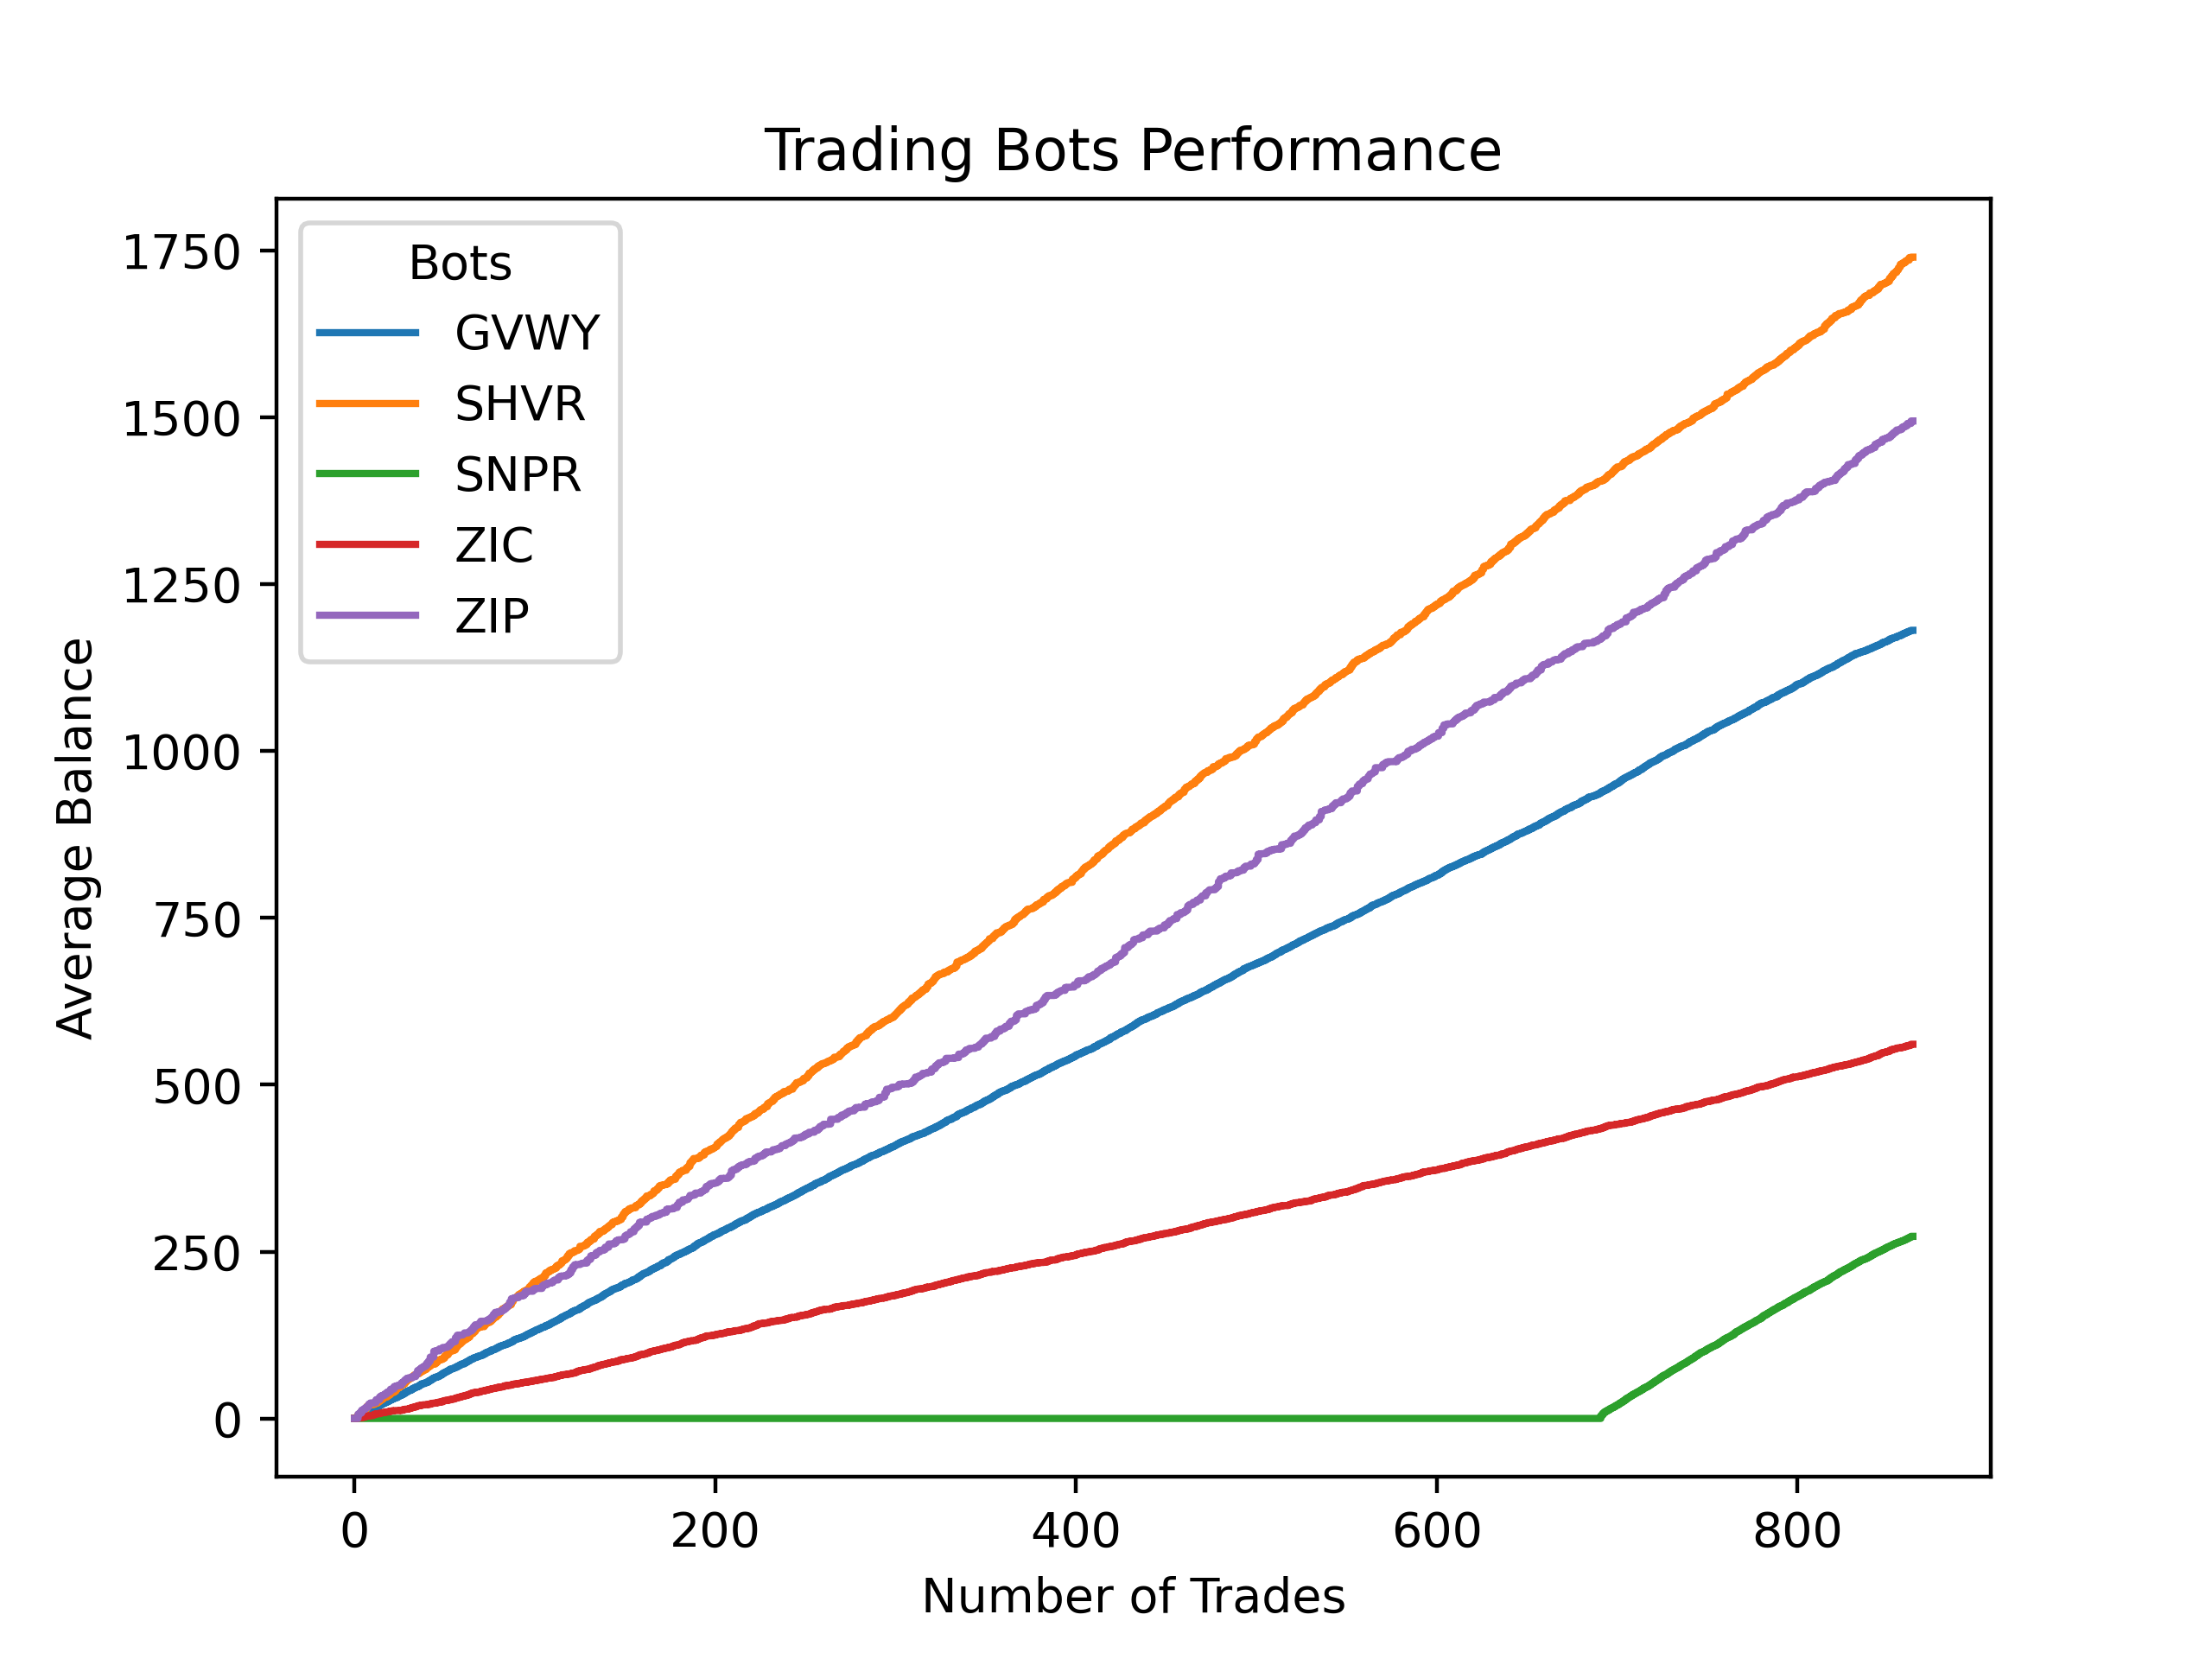 Trading Bots Performance
Bots
GVWY
SHVR
SNPR
ZIC
ZIP
Average Balance
1750
1500
1250
1000
750
500
250
0
0 200 400 600 800
Number of Trades